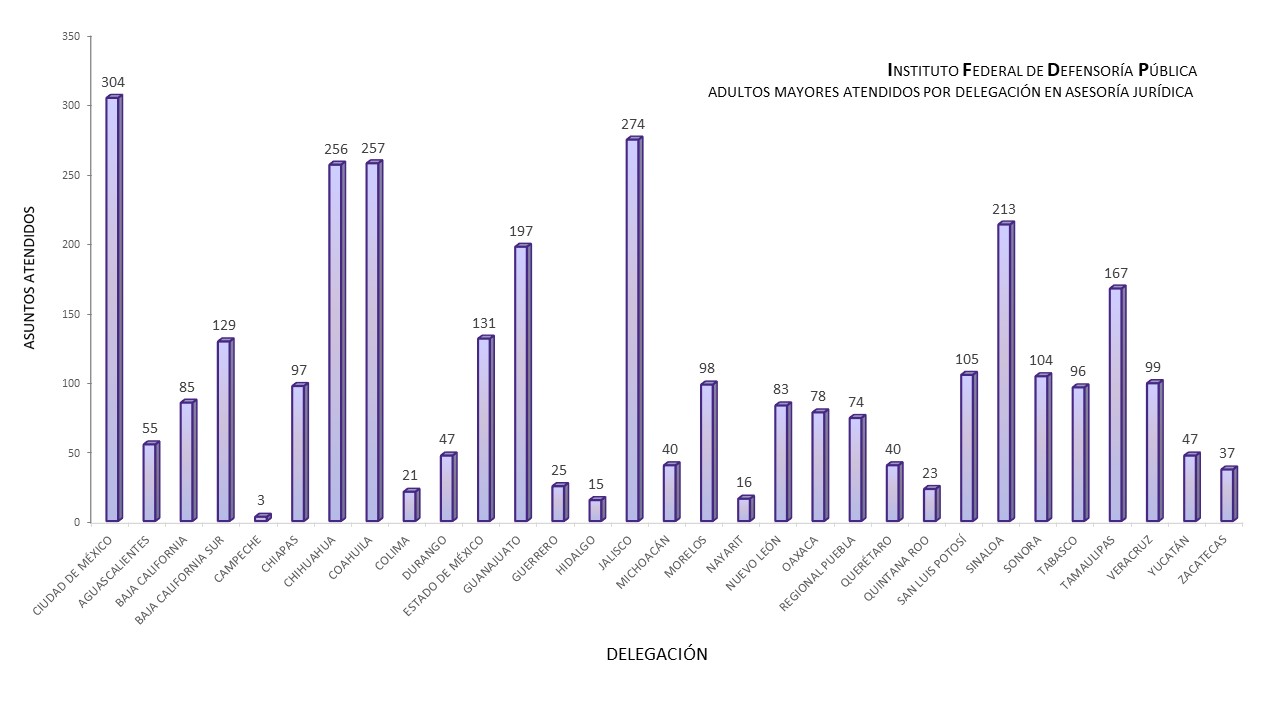 INSTITUTO FEDERAL DE DEFENSORÍA PÚBLICA
ADULTOS MAYORES ATENDIDOS POR DELEGACIÓN EN ASESORÍA JURÍDICA
ASUNTOS ATENDIDOS
350
300
250
200
150
100
50
0
304
55
85
129
3
97
256
257
21
47
131
197
25
15
274
40
98
16
83
78
74
40
23
105
213
104
96
167
99
47
37
CIUDAD DE MÉXICO
AGUASCALIENTES
BAJA CALIFORNIA
BAJA CALIFORNIA SUR
CAMPECHE
CHIAPAS
CHIHUAHUA
COAHUILA
COLIMA
DURANGO
ESTADO DE MÉXICO
GUANAJUATO
GUERRERO
HIDALGO
JALISCO
MICHOACÁN
MORELOS
NAYARIT
NUEVO LEÓN
OAXACA
REGIONAL PUEBLA
QUERÉTARO
QUINTANA ROO
SAN LUIS POTOSÍ
SINALOA
SONORA
TABASCO
TAMAULIPAS
VERACRUZ
YUCATÁN
ZACATECAS
DELEGACIÓN